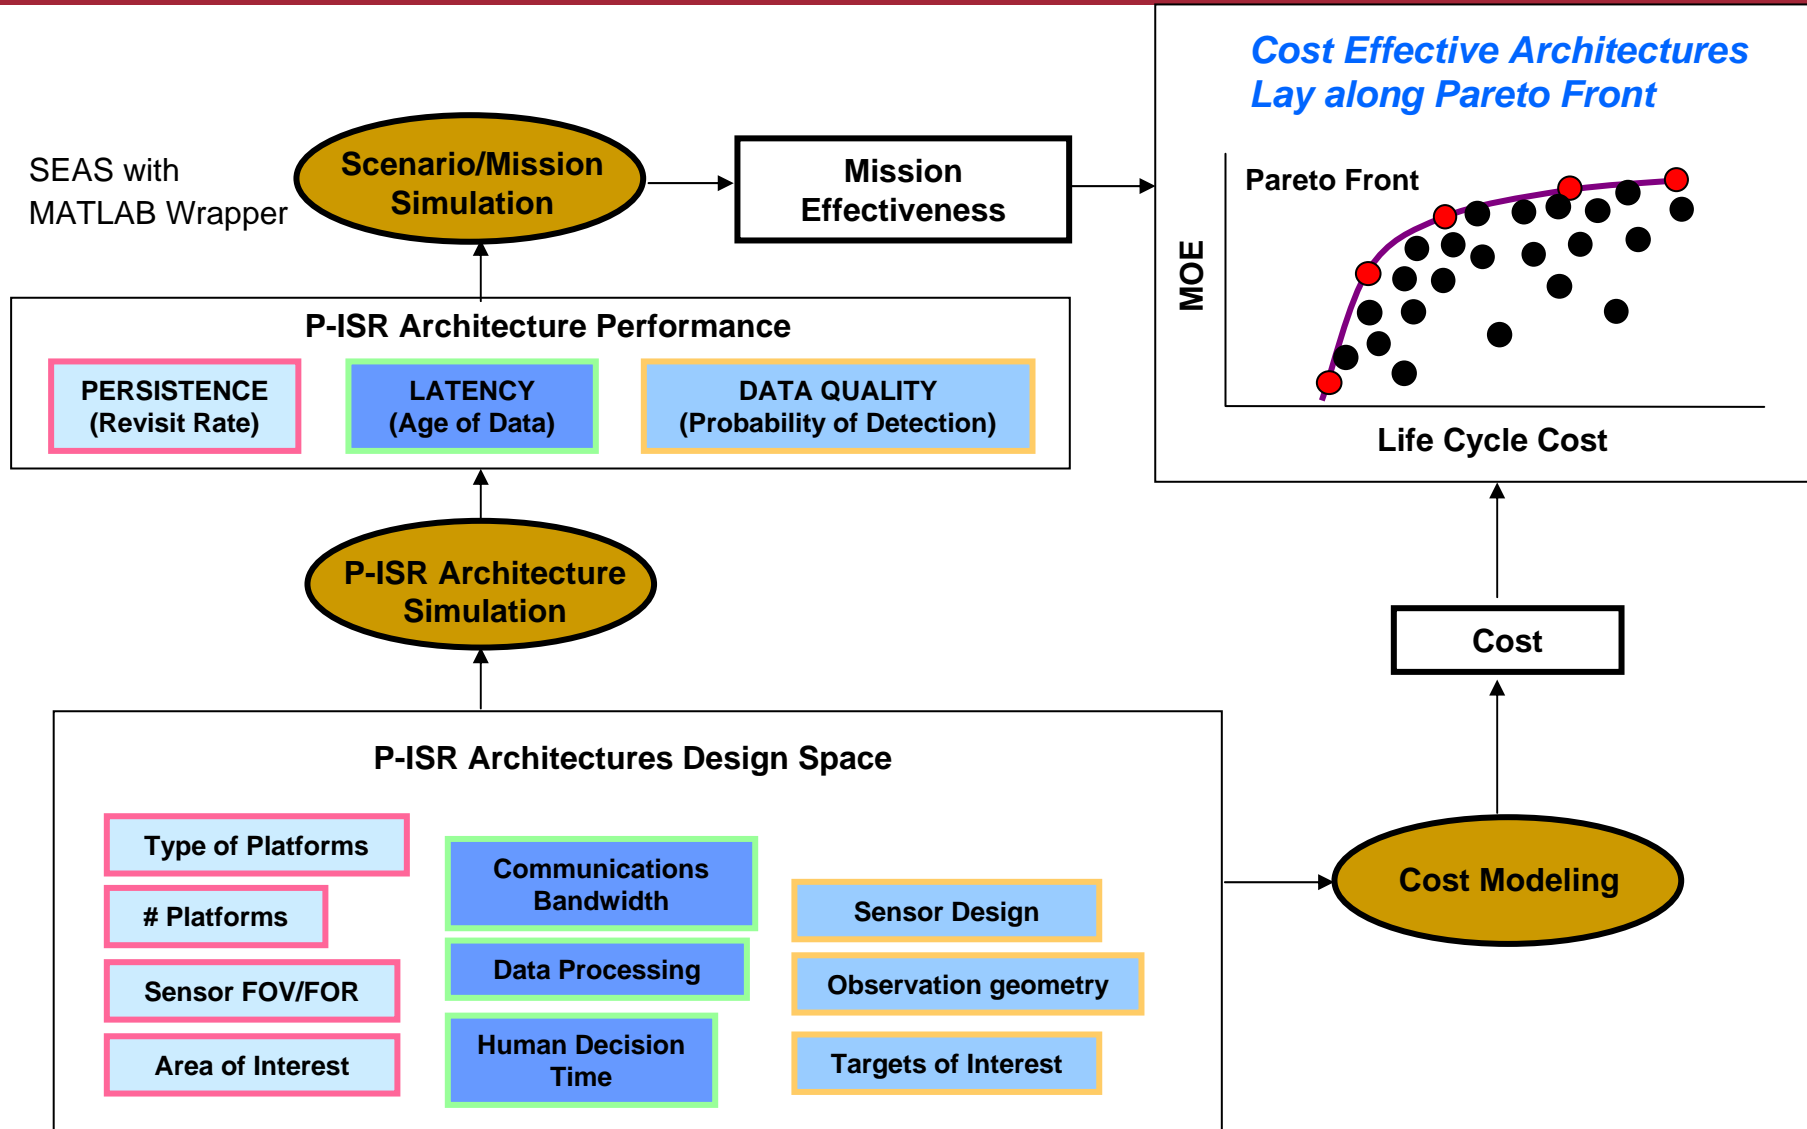 Cost Effective Architectures
Lay along Pareto Front
SEAS with
MATLAB Wrapper
Scenario/Mission
Simulation
Mission
Effectiveness
Pareto Front
MOE
Life Cycle Cost
P-ISR Architecture Performance
PERSISTENCE
(Revisit Rate)
LATENCY
(Age of Data)
DATA QUALITY
(Probability of Detection)
P-ISR Architecture
Simulation
Cost
P-ISR Architectures Design Space
Type of Platforms
# Platforms
Sensor FOV/FOR
Area of Interest
Communications
Bandwidth
Data Processing
Human Decision
Time
Sensor Design
Observation geometry
Targets of Interest
Cost Modeling